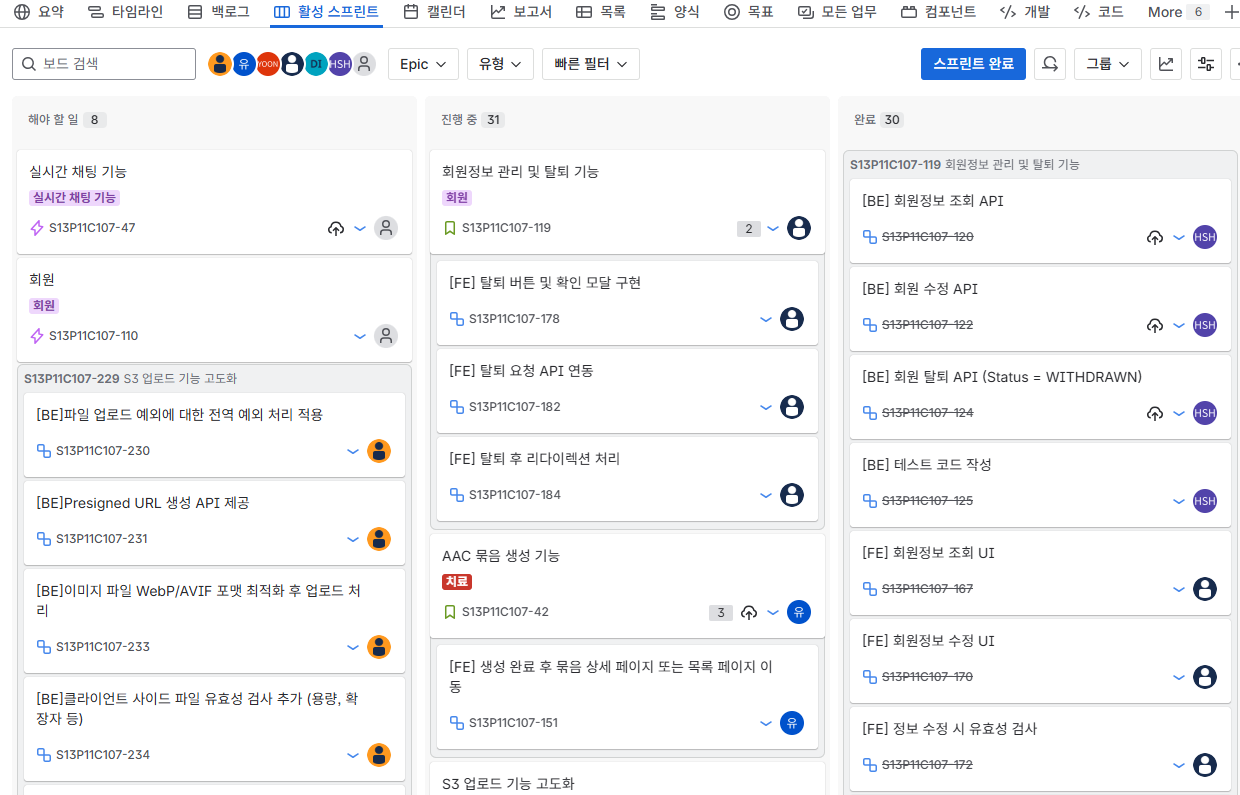 요약 타임라인 백로그 활성 스프린트 캘린더 보고서 목록 양식 목표 모든 업무 컴포넌트 개발 코드 More 6
보드 검색 유 YOON DI HSH Epic 유형 빠른 필터 스프린트 완료 그룹
해야 할 일 8
실시간 채팅 기능
실시간 채팅 기능
S13P11C107-47
회원
회원
S13P11C107-110
S13P11C107-229 S3 업로드 기능 고도화
[BE]파일 업로드 예외에 대한 전역 예외 처리 적용
S13P11C107-230
[BE]Presigned URL 생성 API 제공
S13P11C107-231
[BE]이미지 파일 WebP/AVIF 포맷 최적화 후 업로드 처
리
S13P11C107-233
[BE]클라이언트 사이드 파일 유효성 검사 추가 (용량, 확
장자 등)
S13P11C107-234
진행 중 31
회원정보 관리 및 탈퇴 기능
회원
S13P11C107-119 2
[FE] 탈퇴 버튼 및 확인 모달 구현
S13P11C107-178
[FE] 탈퇴 요청 API 연동
S13P11C107-182
[FE] 탈퇴 후 리다이렉션 처리
S13P11C107-184
AAC 묶음 생성 기능
치료
S13P11C107-42 3 유
[FE] 생성 완료 후 묶음 상세 페이지 또는 목록 페이지 이
동
S13P11C107-151 유
S3 업로드 기능 고도화
완료 30
S13P11C107-119 회원정보 관리 및 탈퇴 기능
[BE] 회원정보 조회 API
S13P11C107-120 HSH
[BE] 회원 수정 API
S13P11C107-122 HSH
[BE] 회원 탈퇴 API (Status = WITHDRAWN)
S13P11C107-124 HSH
[BE] 테스트 코드 작성
S13P11C107-125 HSH
[FE] 회원정보 조회 UI
S13P11C107-167
[FE] 회원정보 수정 UI
S13P11C107-170
[FE] 정보 수정 시 유효성 검사
S13P11C107-172